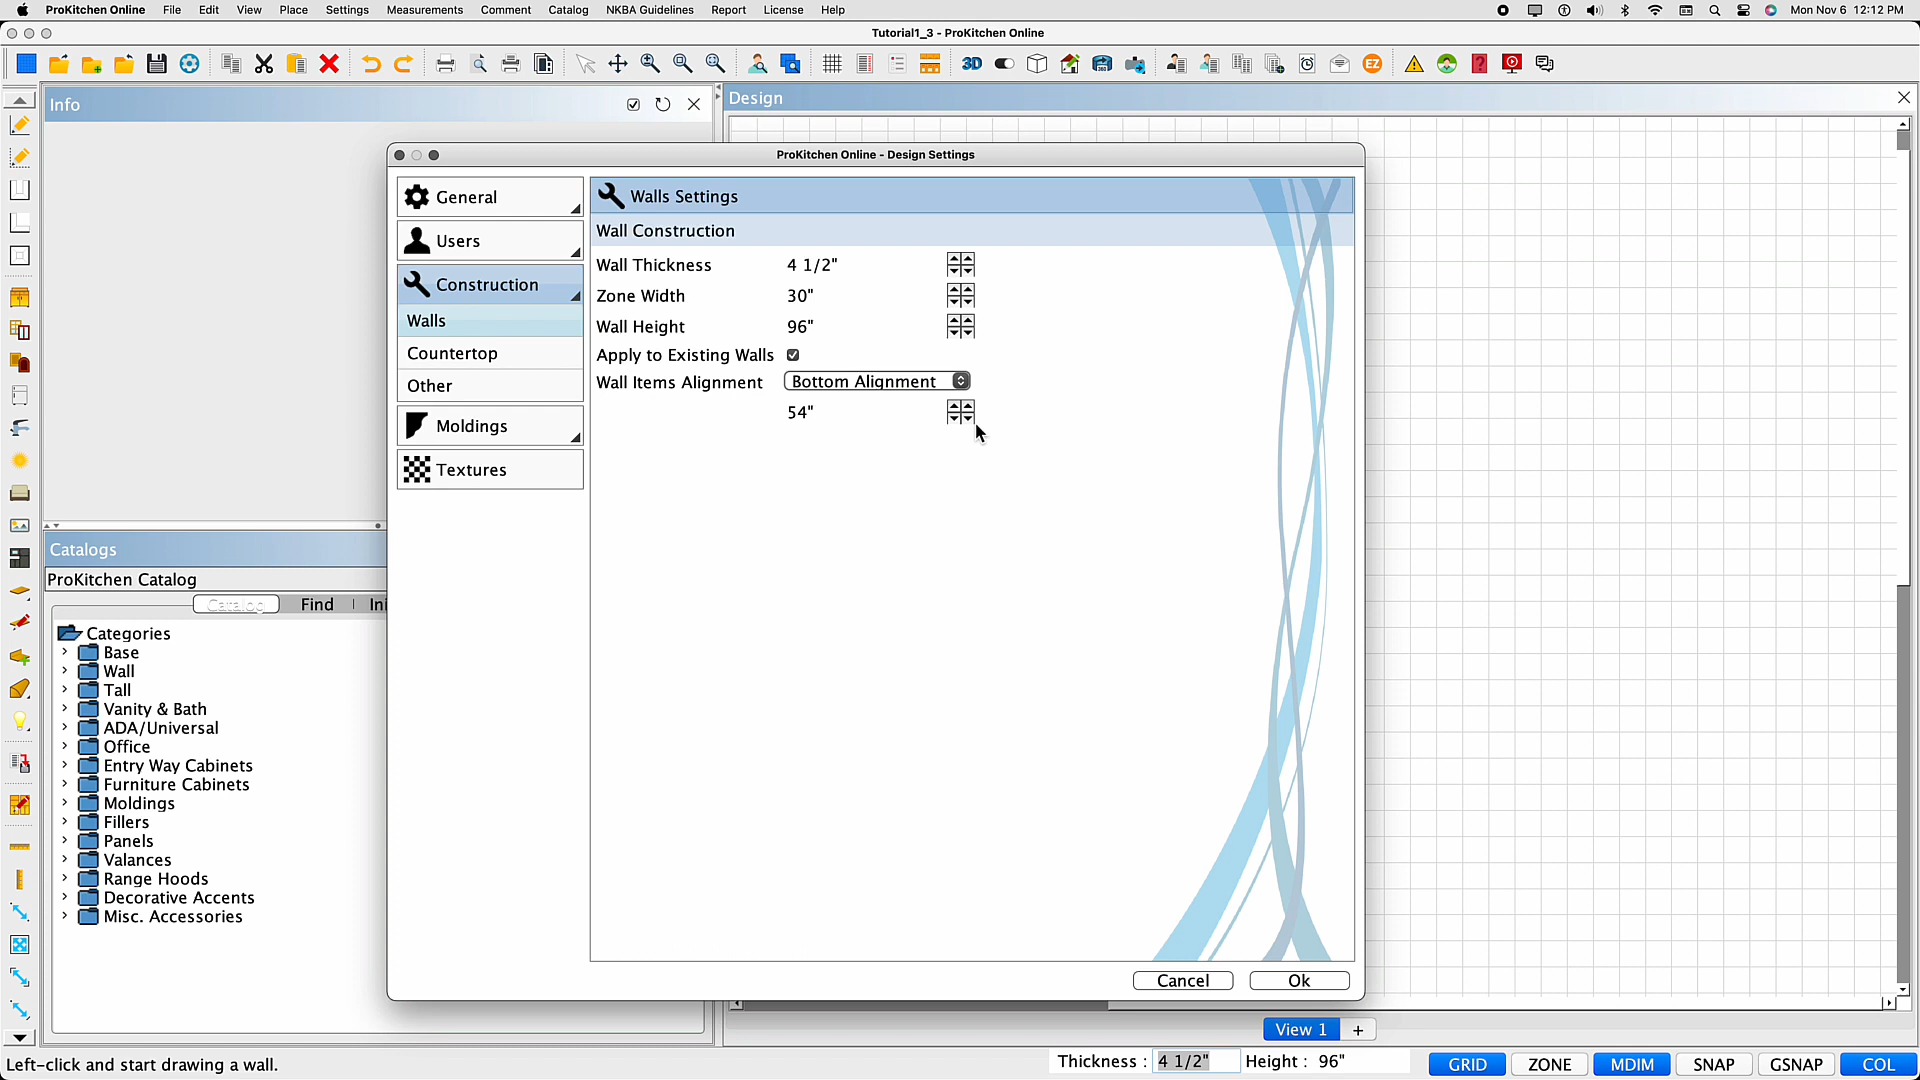 ProKitchen Online File Edit View Place Settings Measurements Comment Catalog NKBA Guidelines Report License Help Mon Nov 6 12:12 PM
Tutorial1_3 - ProKitchen Online
3D 360 EZ ?
Info
Design
ProKitchen Online - Design Settings
General
Users
Construction
Walls
Countertop
Other
Moldings
Textures
Walls Settings
Wall Construction
Wall Thickness 4 1/2"
Zone Width 30"
Wall Height 96"
Apply to Existing Walls
Wall Items Alignment Bottom Alignment
54"
Cancel Ok
Catalogs
ProKitchen Catalog
Catalog Find Ini
Categories
Base
Wall
Tall
Vanity & Bath
ADA/Universal
Office
Entry Way Cabinets
Furniture Cabinets
Moldings
Fillers
Panels
Valances
Range Hoods
Decorative Accents
Misc. Accessories
View 1 +
Left-click and start drawing a wall. Thickness : 4 1/2" Height : 96" GRID ZONE MDIM SNAP GSNAP COL